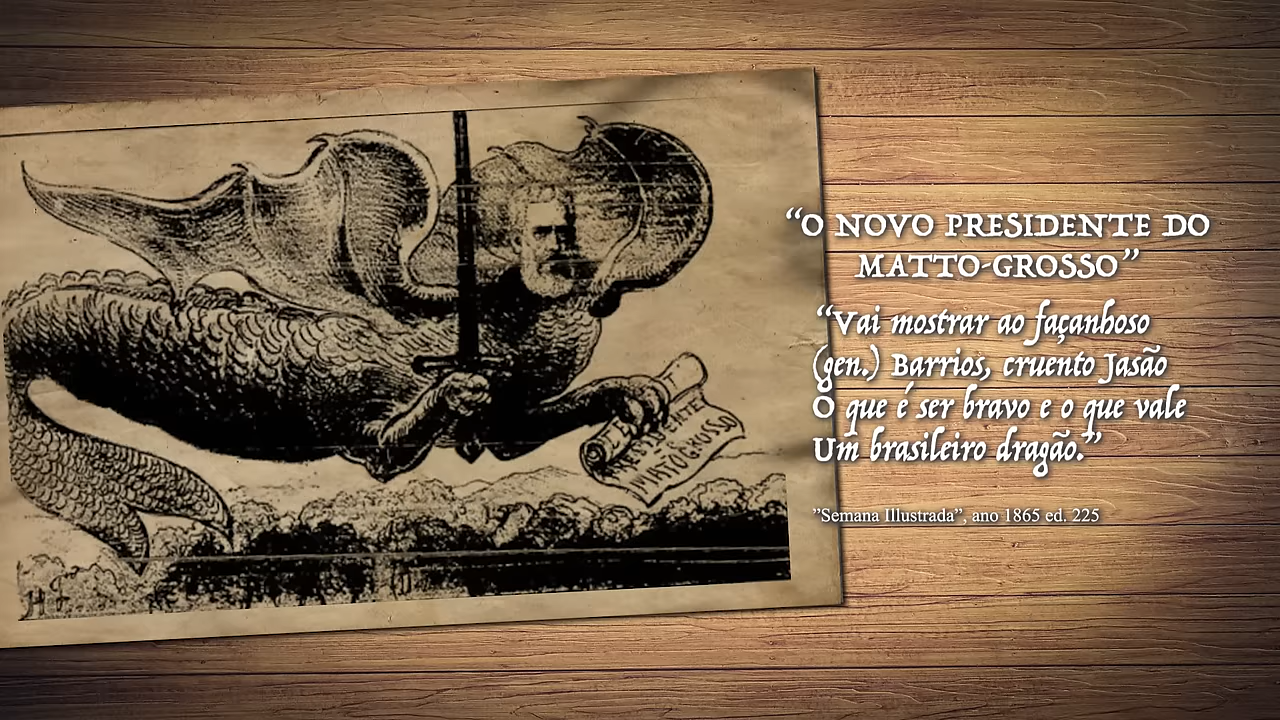 “O NOVO PRESIDENTE DO
MATTO-GROSSO”
“Vai mostrar ao façanhoso
(gen.) Barrios, cruento Jasão
O que é ser bravo e o que vale
Um brasileiro dragão.”
”Semana Illustrada”, ano 1865 ed. 225
MATOGROSSO